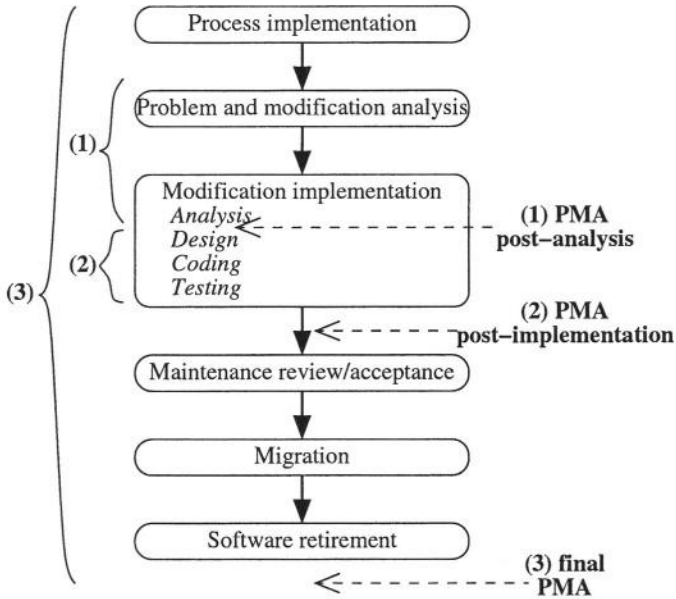 Process implementation
Problem and modification analysis
(1)
Modification implementation
Analysis
Design
Coding
Testing
(1) PMA
post–analysis
(2)
(3)
(2) PMA
post–implementation
Maintenance review/acceptance
Migration
Software retirement
(3) final
PMA